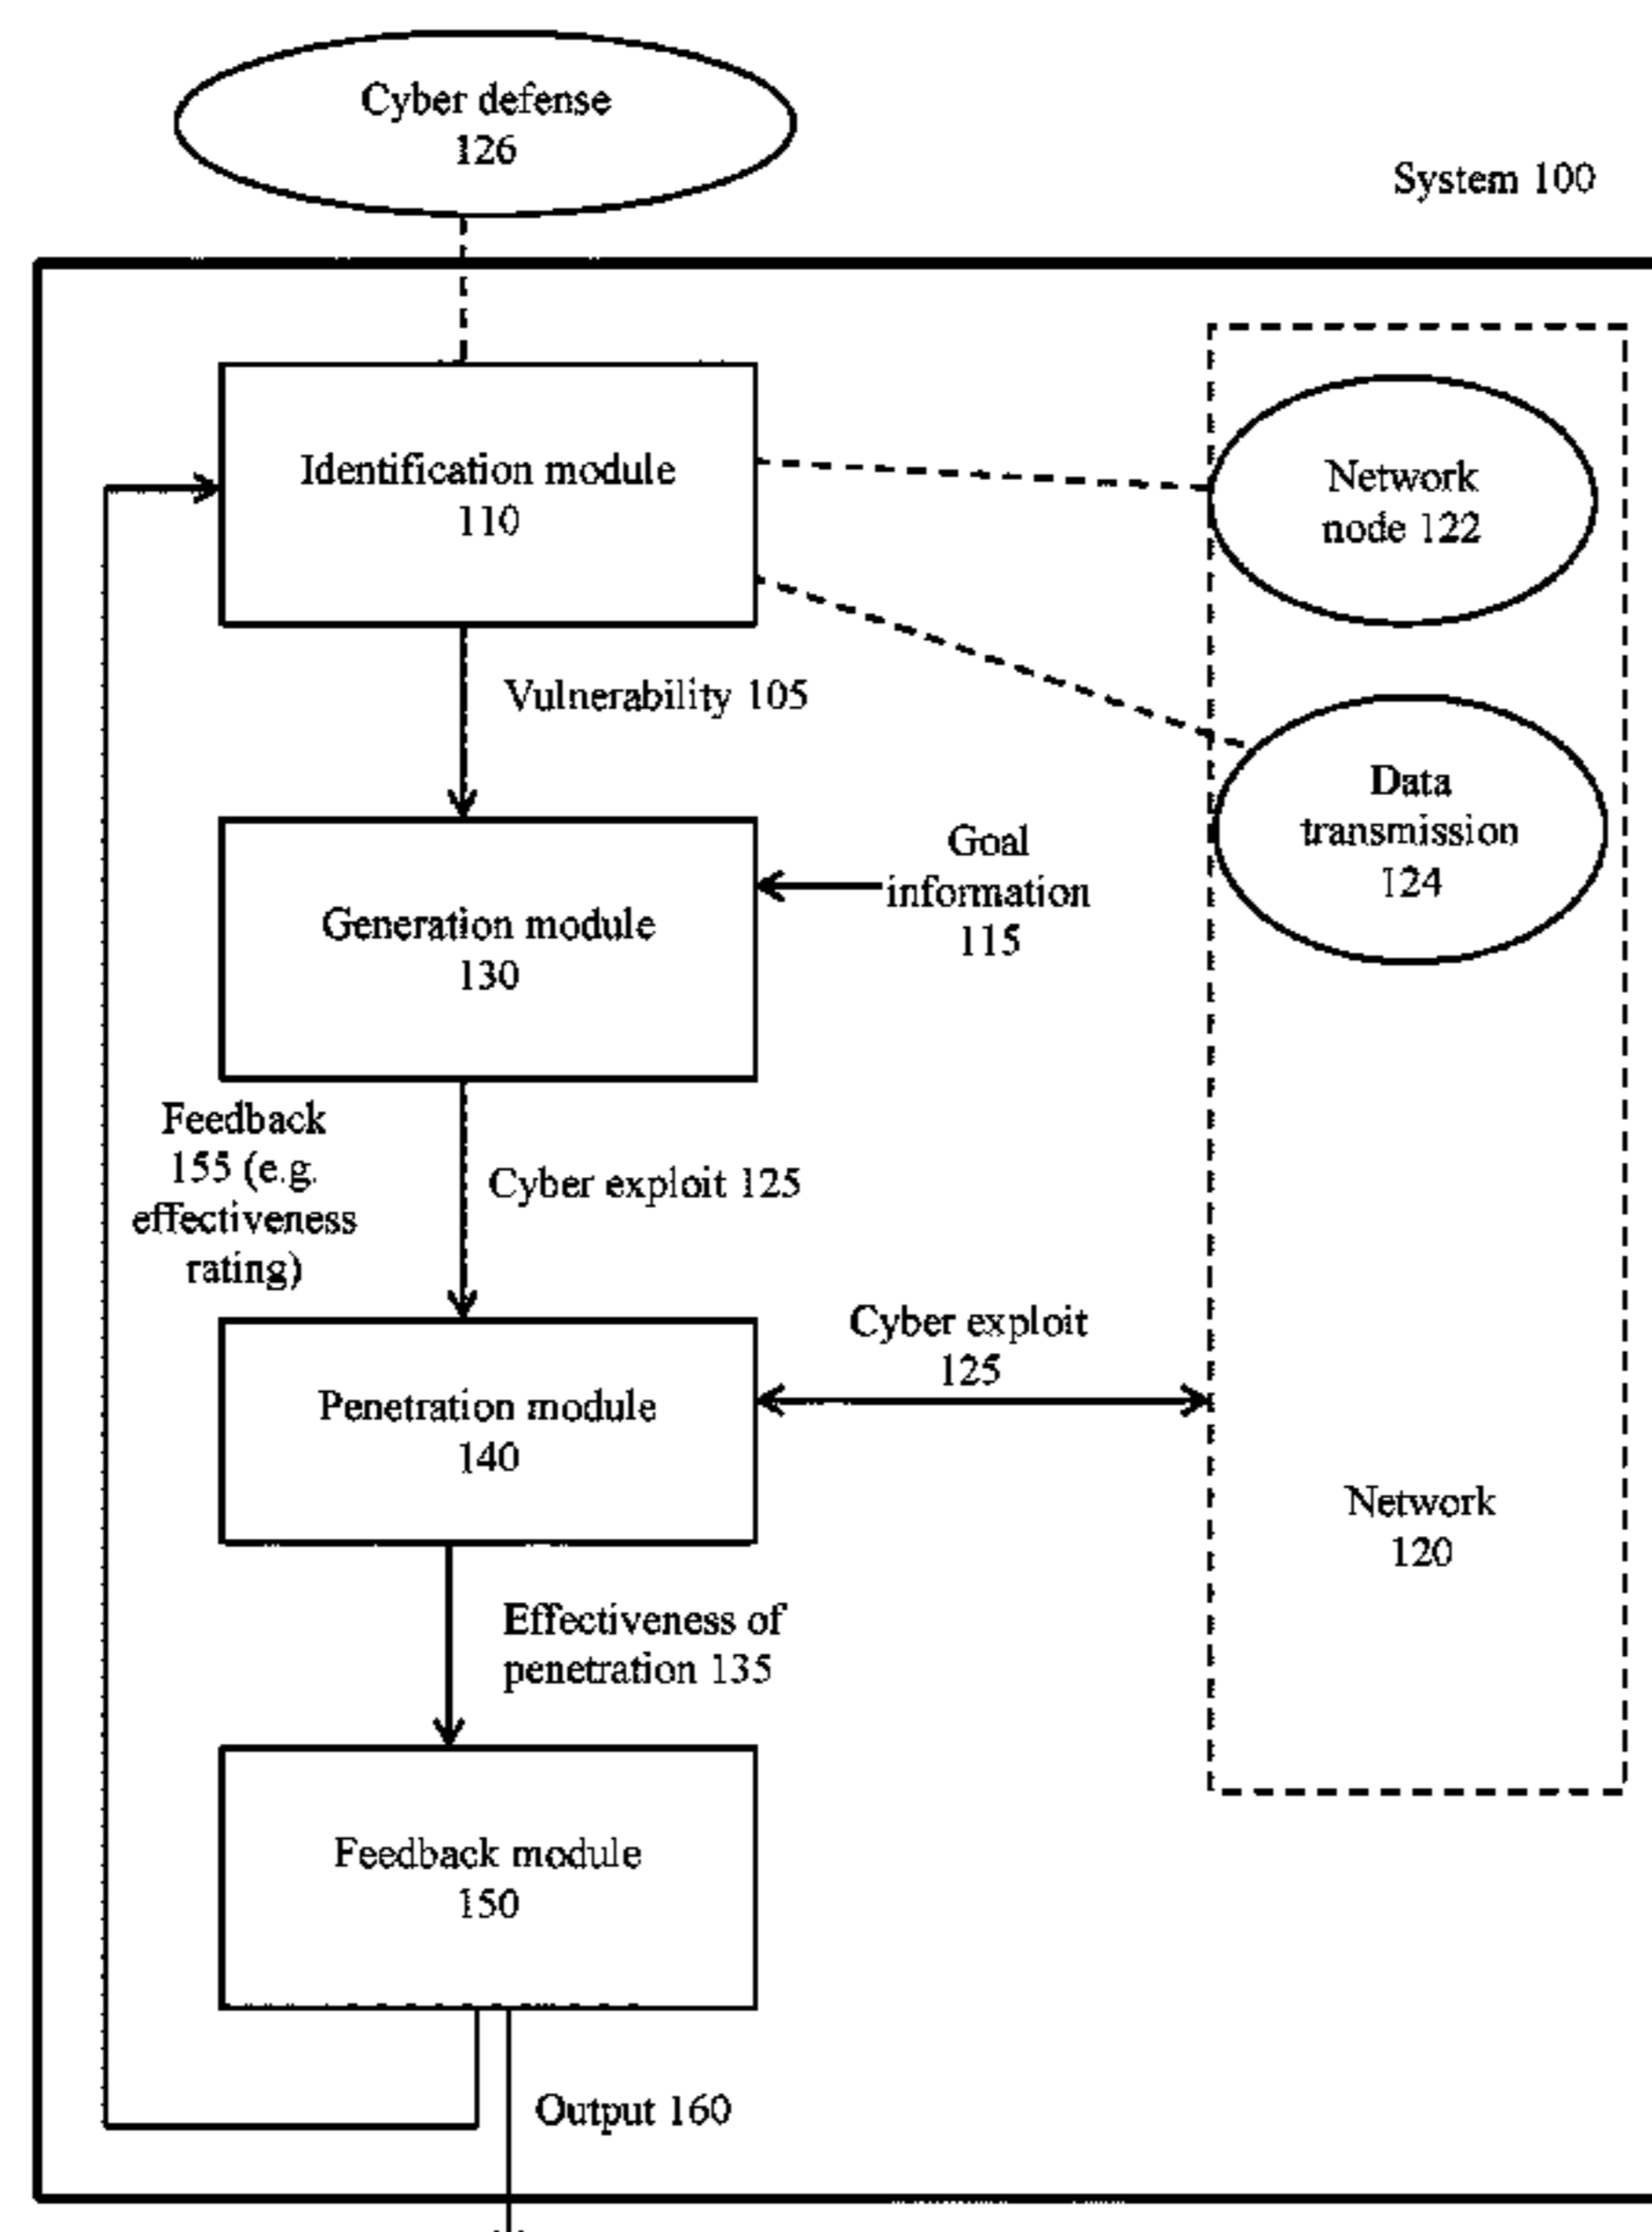 Cyber defense
126
System 100
Identification module
110
Network
node 122
Vulnerability 105
Data
transmission
124
Goal
information
115
Generation module
130
Feedback
155 (e.g.
effectiveness
rating)
Cyber exploit 125
Cyber exploit
125
Penetration module
140
Network
120
Effectiveness of
penetration 135
Feedback module
150
Output 160